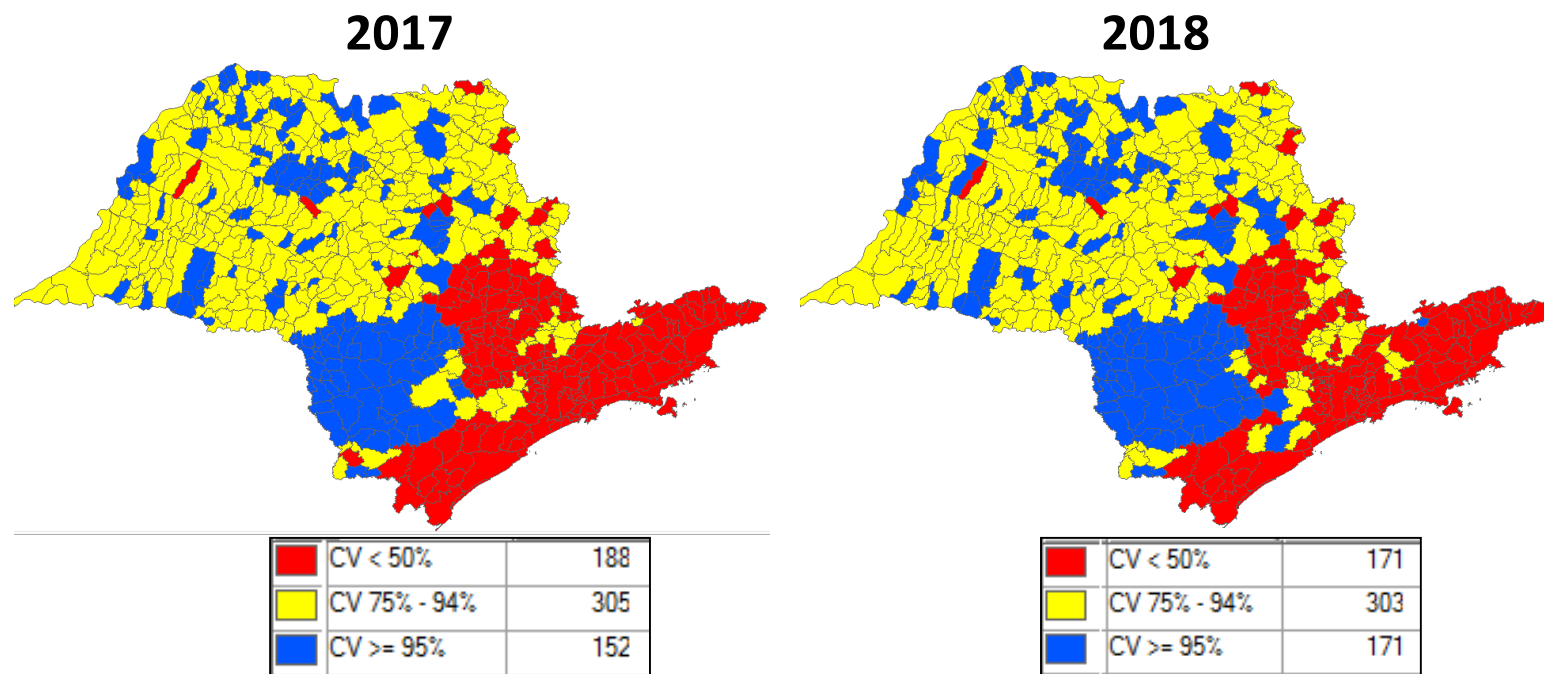 2017
2018
CV < 50% 188
CV 75% - 94% 305
CV >= 95% 152
CV < 50% 171
CV 75% - 94% 303
CV >= 95% 171